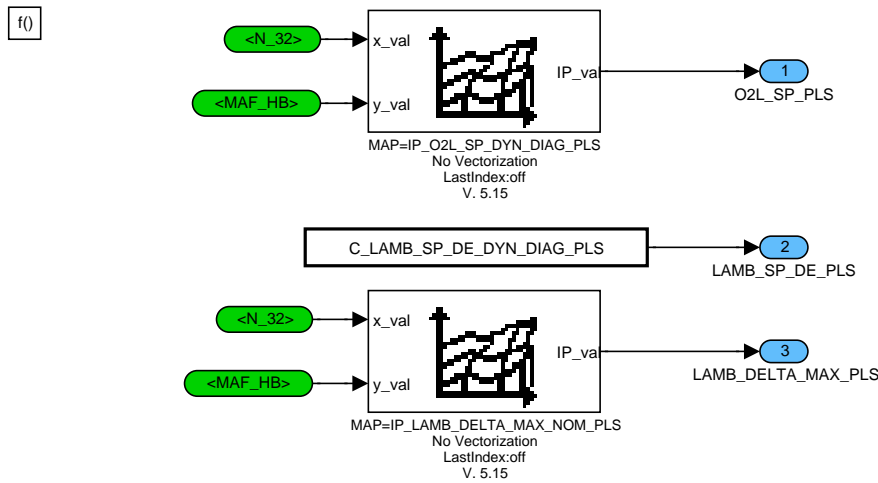 f()
<N_32>
x_val
IP_val
1
O2L_SP_PLS
<MAF_HB>
y_val
MAP=IP_O2L_SP_DYN_DIAG_PLS
No Vectorization
LastIndex:off
V. 5.15
C_LAMB_SP_DE_DYN_DIAG_PLS
2
LAMB_SP_DE_PLS
<N_32>
x_val
IP_val
3
LAMB_DELTA_MAX_PLS
<MAF_HB>
y_val
MAP=IP_LAMB_DELTA_MAX_NOM_PLS
No Vectorization
LastIndex:off
V. 5.15